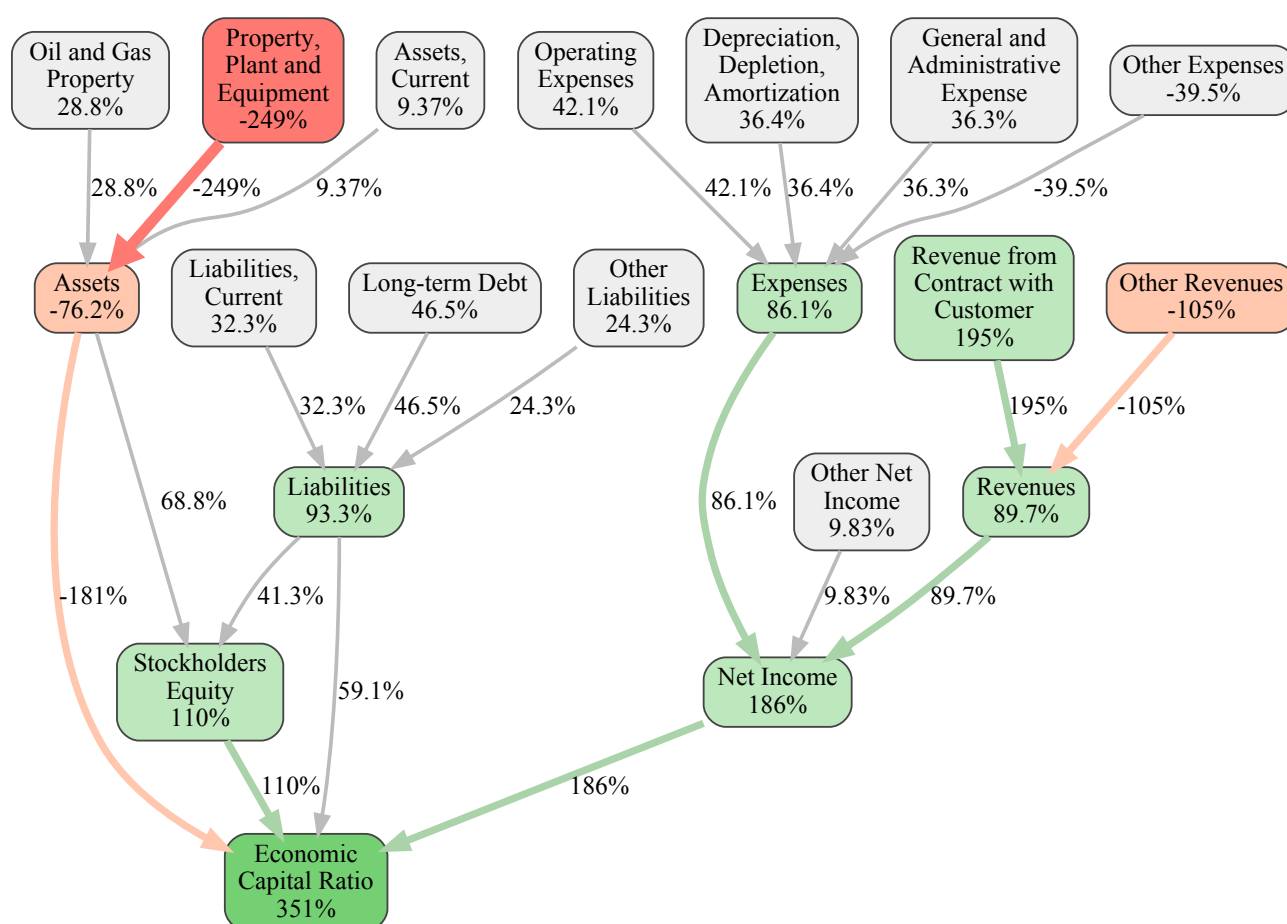 Oil and Gas
Property
28.8%
Property,
Plant and
Equipment
-249%
Assets,
Current
9.37%
Operating
Expenses
42.1%
Depreciation,
Depletion,
Amortization
36.4%
General and
Administrative
Expense
36.3%
Other Expenses
-39.5%
28.8%
-249%
9.37%
42.1%
36.4%
36.3%
-39.5%
Assets
-76.2%
Liabilities,
Current
32.3%
Long-term Debt
46.5%
Other
Liabilities
24.3%
Expenses
86.1%
Revenue from
Contract with
Customer
195%
Other Revenues
-105%
32.3%
46.5%
24.3%
195%
-105%
68.8%
Liabilities
93.3%
86.1%
Other Net
Income
9.83%
Revenues
89.7%
-181%
41.3%
9.83%
89.7%
Stockholders
Equity
110%
59.1%
Net Income
186%
110%
186%
Economic
Capital Ratio
351%